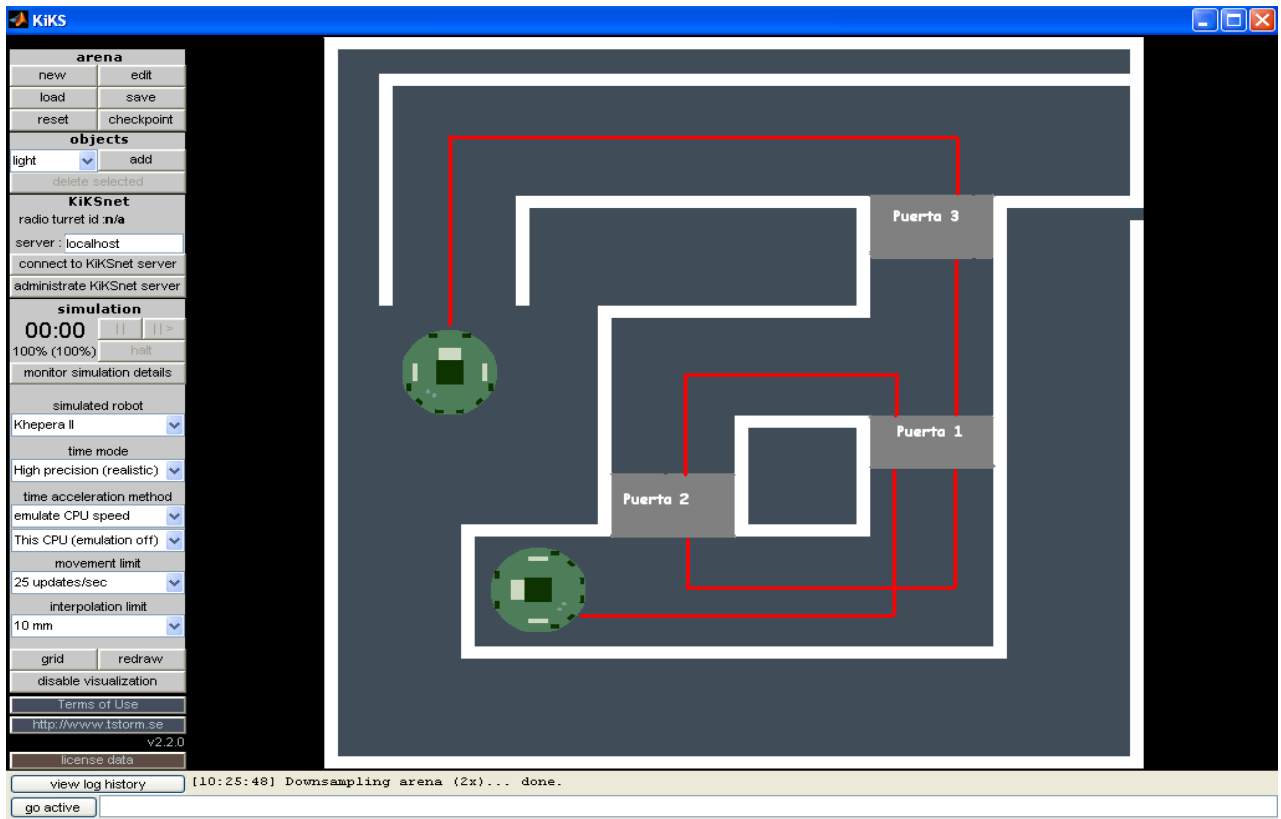 KiKS
arena
new edit
load save
reset checkpoint
objects
light add
delete selected
KiKSnet
radio turret id :n/a
server : localhost
connect to KiKSnet server
administrate KiKSnet server
simulation
00:00 || ||>
100% (100%) halt
monitor simulation details
simulated robot
Khepera II
time mode
High precision (realistic)
time acceleration method
emulate CPU speed
This CPU (emulation off)
movement limit
25 updates/sec
interpolation limit
10 mm
grid redraw
disable visualization
Terms of Use
http://www.tstorm.se
v2.2.0
license data
Puerta 3
Puerta 1
Puerta 2
view log history [10:25:48] Downsampling arena (2x)... done.
go active